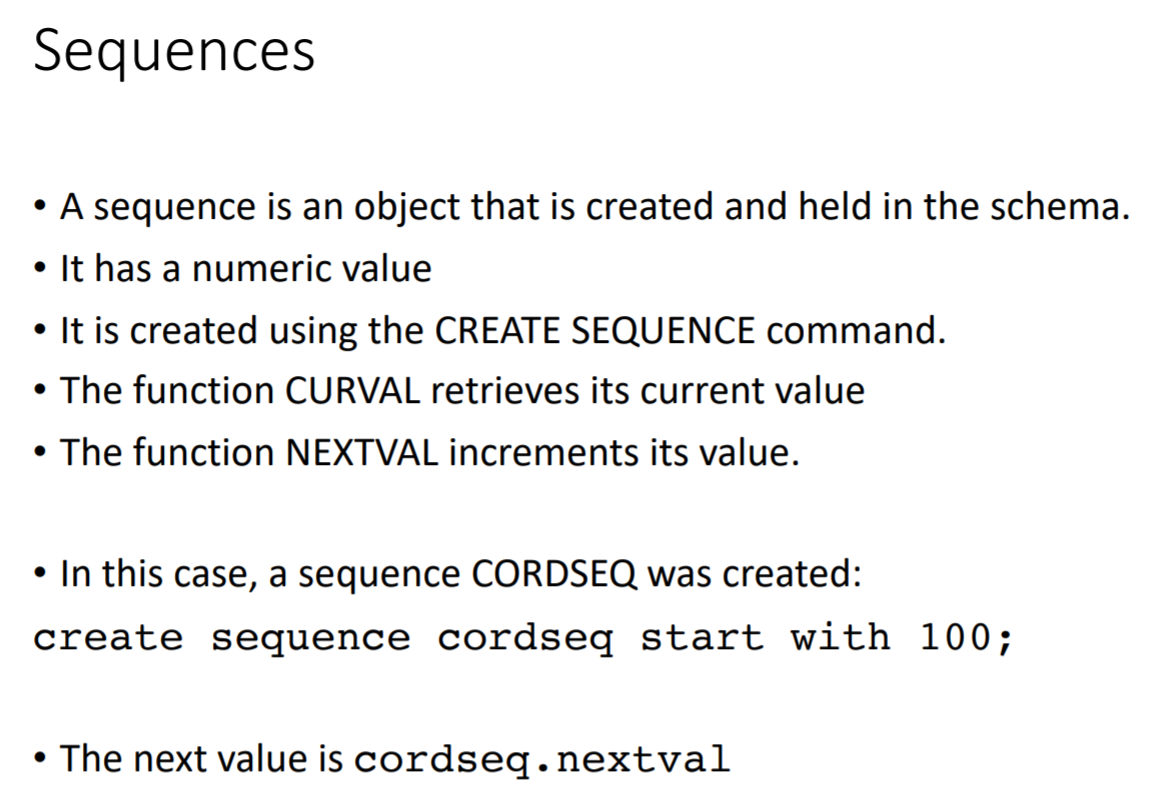 Sequences
• A sequence is an object that is created and held in the schema.
• It has a numeric value
• It is created using the CREATE SEQUENCE command.
• The function CURVAL retrieves its current value
• The function NEXTVAL increments its value.
• In this case, a sequence CORDSEQ was created:
create sequence cordseq start with 100;
• The next value is cordseq.nextval